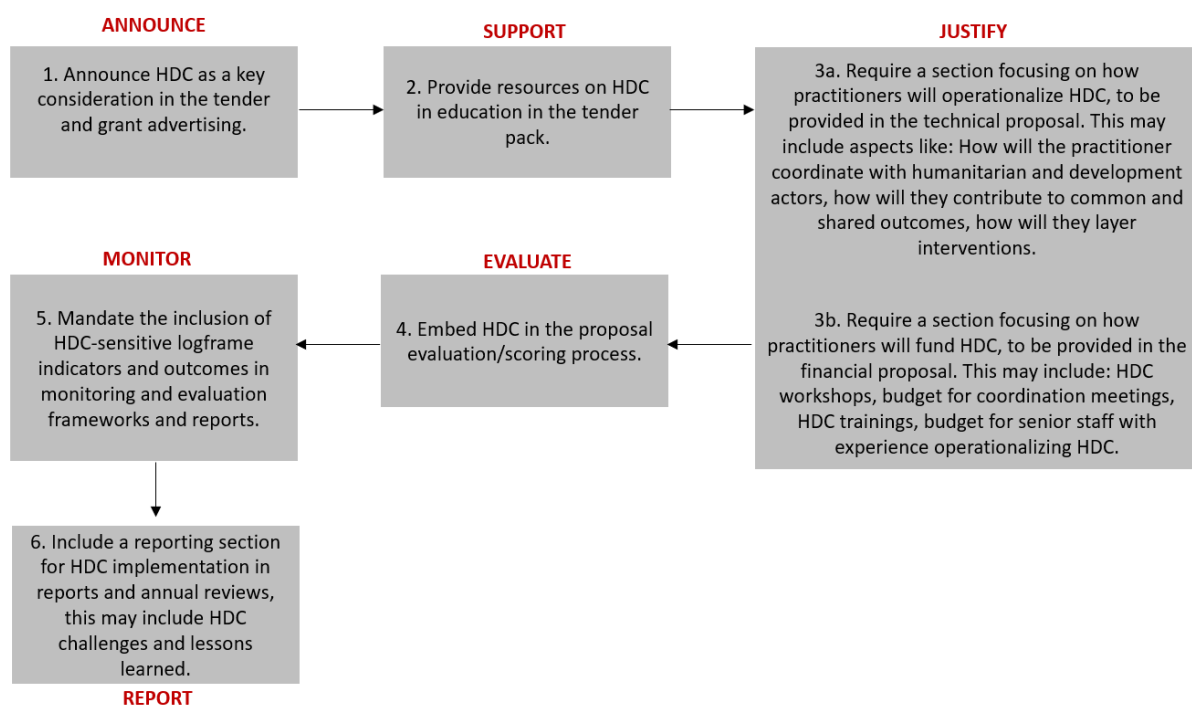 ANNOUNCE
1. Announce HDC as a key
consideration in the tender
and grant advertising.
SUPPORT
2. Provide resources on HDC
in education in the tender
pack.
JUSTIFY
3a. Require a section focusing on how
practitioners will operationalize HDC, to be
provided in the technical proposal. This may
include aspects like: How will the practitioner
coordinate with humanitarian and development
actors, how will they contribute to common and
shared outcomes, how will they layer
interventions.
3b. Require a section focusing on how
practitioners will fund HDC, to be provided in the
financial proposal. This may include: HDC
workshops, budget for coordination meetings,
HDC trainings, budget for senior staff with
experience operationalizing HDC.
EVALUATE
4. Embed HDC in the proposal
evaluation/scoring process.
MONITOR
5. Mandate the inclusion of
HDC-sensitive logframe
indicators and outcomes in
monitoring and evaluation
frameworks and reports.
6. Include a reporting section
for HDC implementation in
reports and annual reviews,
this may include HDC
challenges and lessons
learned.
REPORT